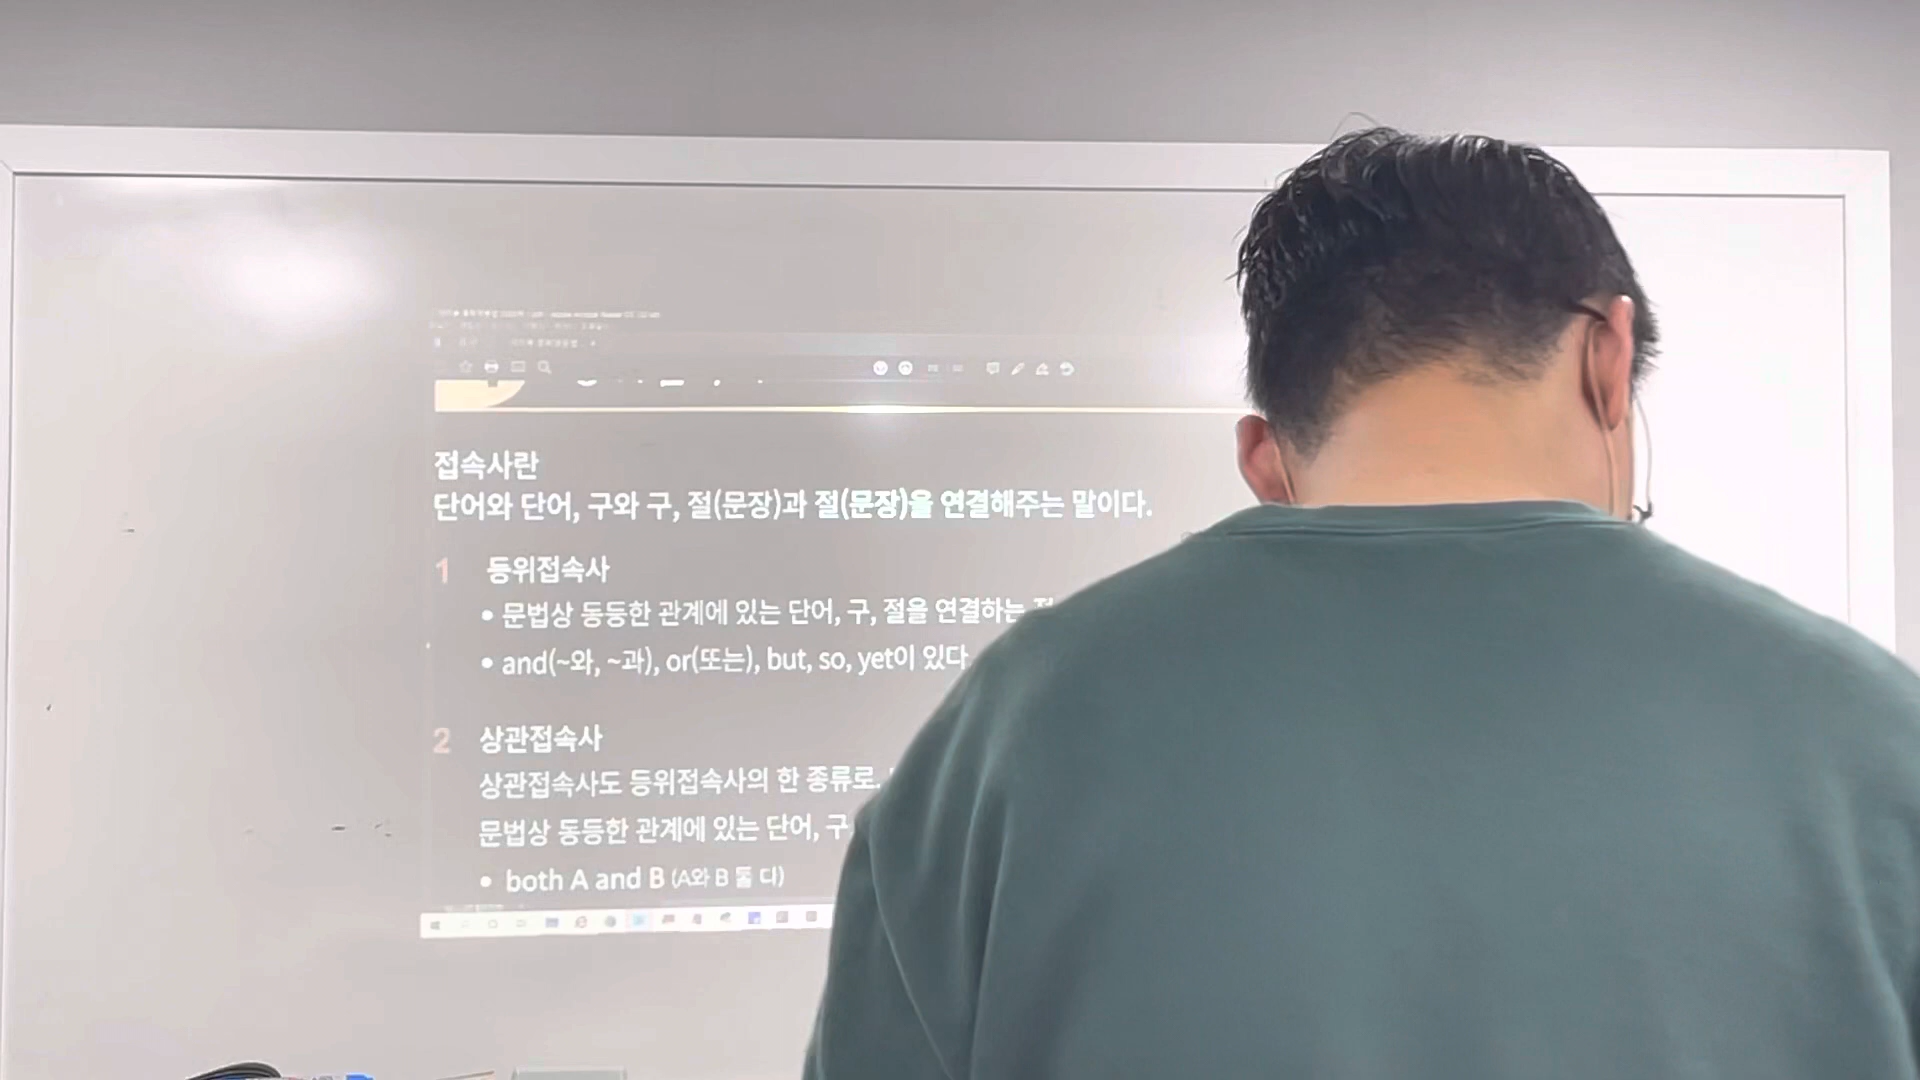 접속사란
단어와 단어, 구와 구, 절(문장)과 절(문장)을 연결해주는 말이다.
1 등위접속사
• 문법상 동등한 관계에 있는 단어, 구, 절을 연결하는
• and(~와, ~과), or(또는), but, so, yet이 있다.
2 상관접속사
상관접속사도 등위접속사의 한 종류로.
문법상 동등한 관계에 있는 단어, 구
• both A and B (A와 B 둘 다)